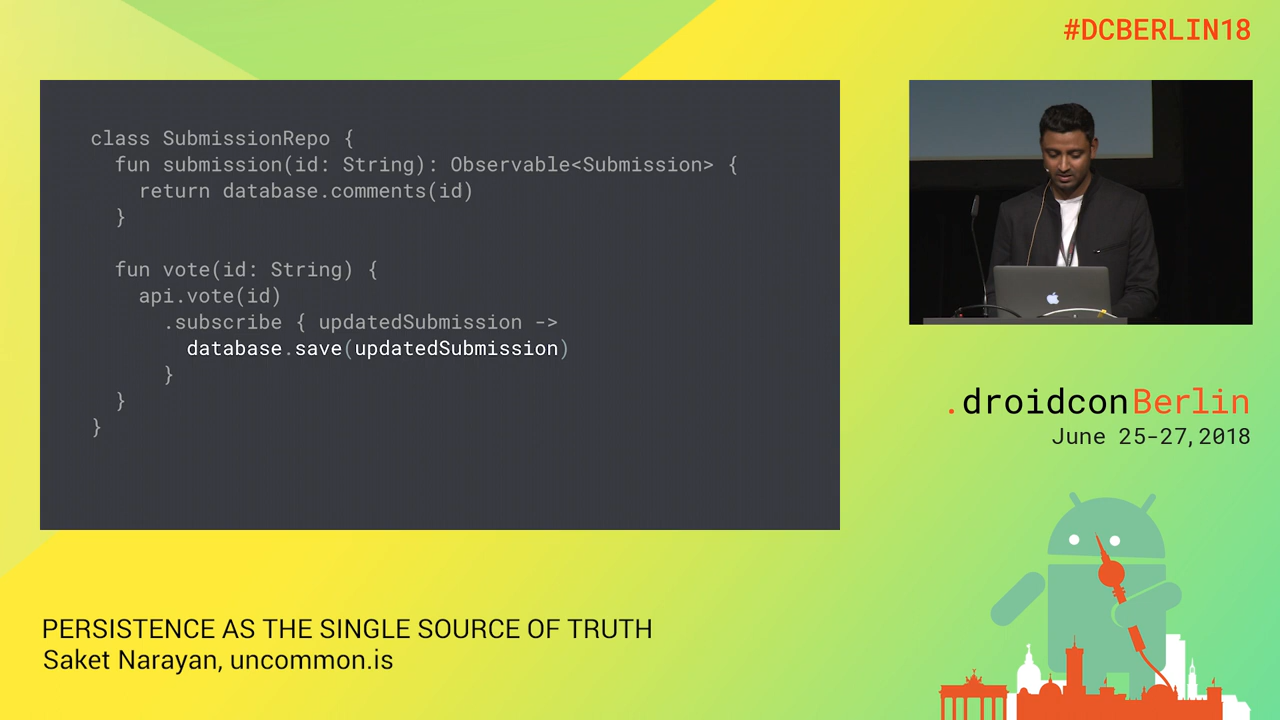 #DCBERLIN18
class SubmissionRepo {
fun submission(id: String): Observable<Submission> {
return database.comments(id)
}
fun vote(id: String) {
api.vote(id)
.subscribe { updatedSubmission ->
database.save(updatedSubmission)
}
}
}
.droidconBerlin
June 25-27, 2018
PERSISTENCE AS THE SINGLE SOURCE OF TRUTH
Saket Narayan, uncommon.is